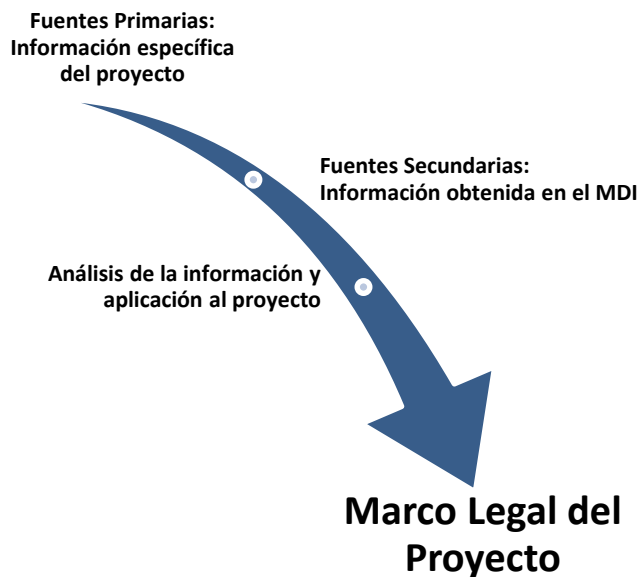 Fuentes Primarias:
Información específica
del proyecto
Fuentes Secundarias:
Información obtenida en el MDI
Análisis de la información y
aplicación al proyecto
Marco Legal del
Proyecto